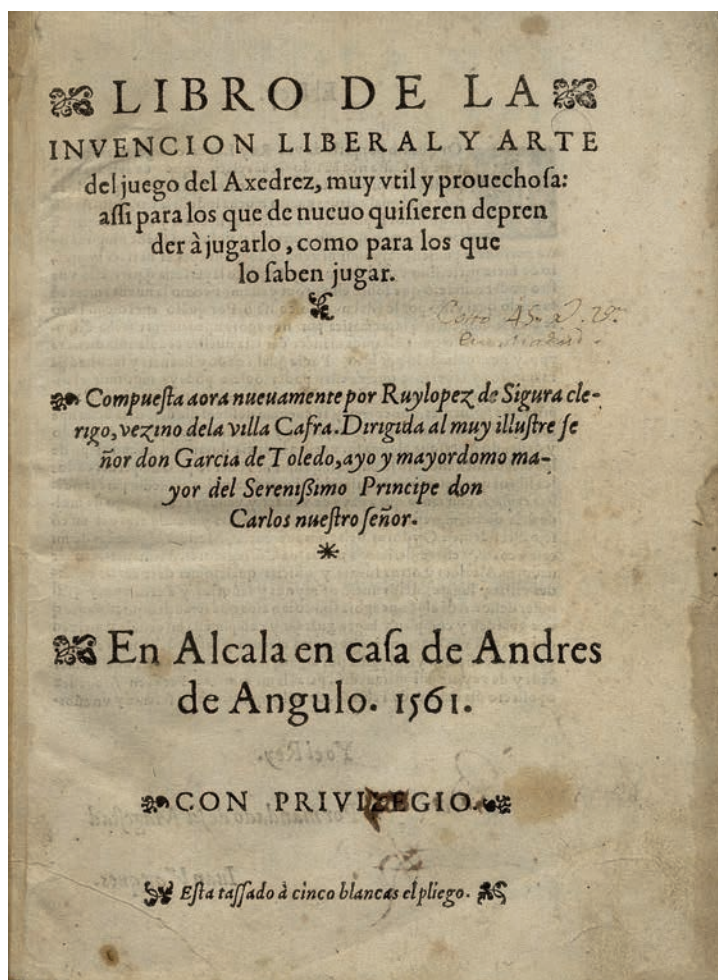 LIBRO DE LA
INVENCION LIBERAL Y ARTE
del juego del Axedrez, muy vtil y prouechoſa:
aſſi para los que de nueuo quiſieren depren
der à jugarlo, como para los que
lo ſaben jugar.
Compueſta aora nueuamente por Ruylopez de Sigura cle-
rigo, vezino dela villa Cafra. Dirigida al muy illuſtre ſe
ñor don Garcia de Toledo, ayo y mayordomo ma-
yor del Sereniſsimo Principe don
Carlos nueſtro ſeñor.
En Alcala en caſa de Andres
de Angulo. 1561.
CON PRIVILEGIO.
Eſta taſſado à cinco blancas el pliego.